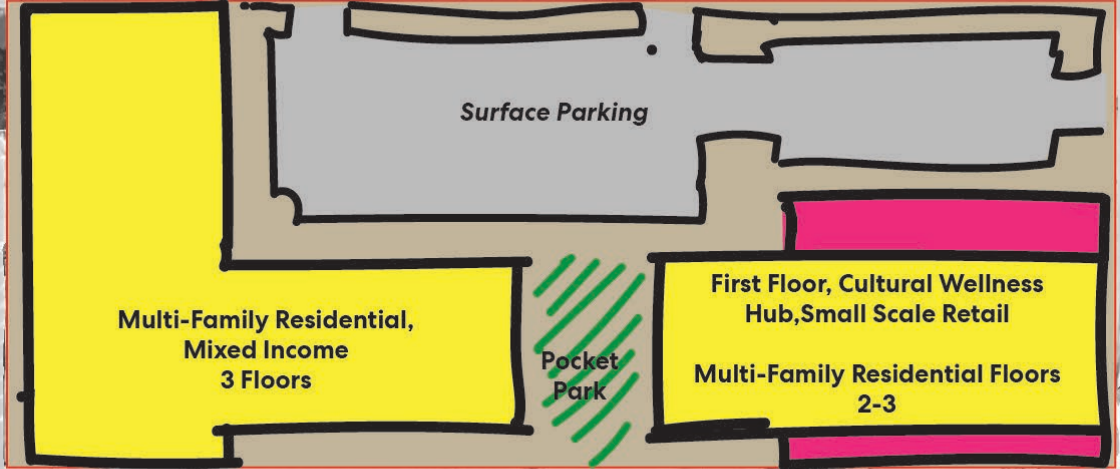 Surface Parking
Multi-Family Residential,
Mixed Income
3 Floors
Pocket
Park
First Floor, Cultural Wellness
Hub,Small Scale Retail
Multi-Family Residential Floors
2-3